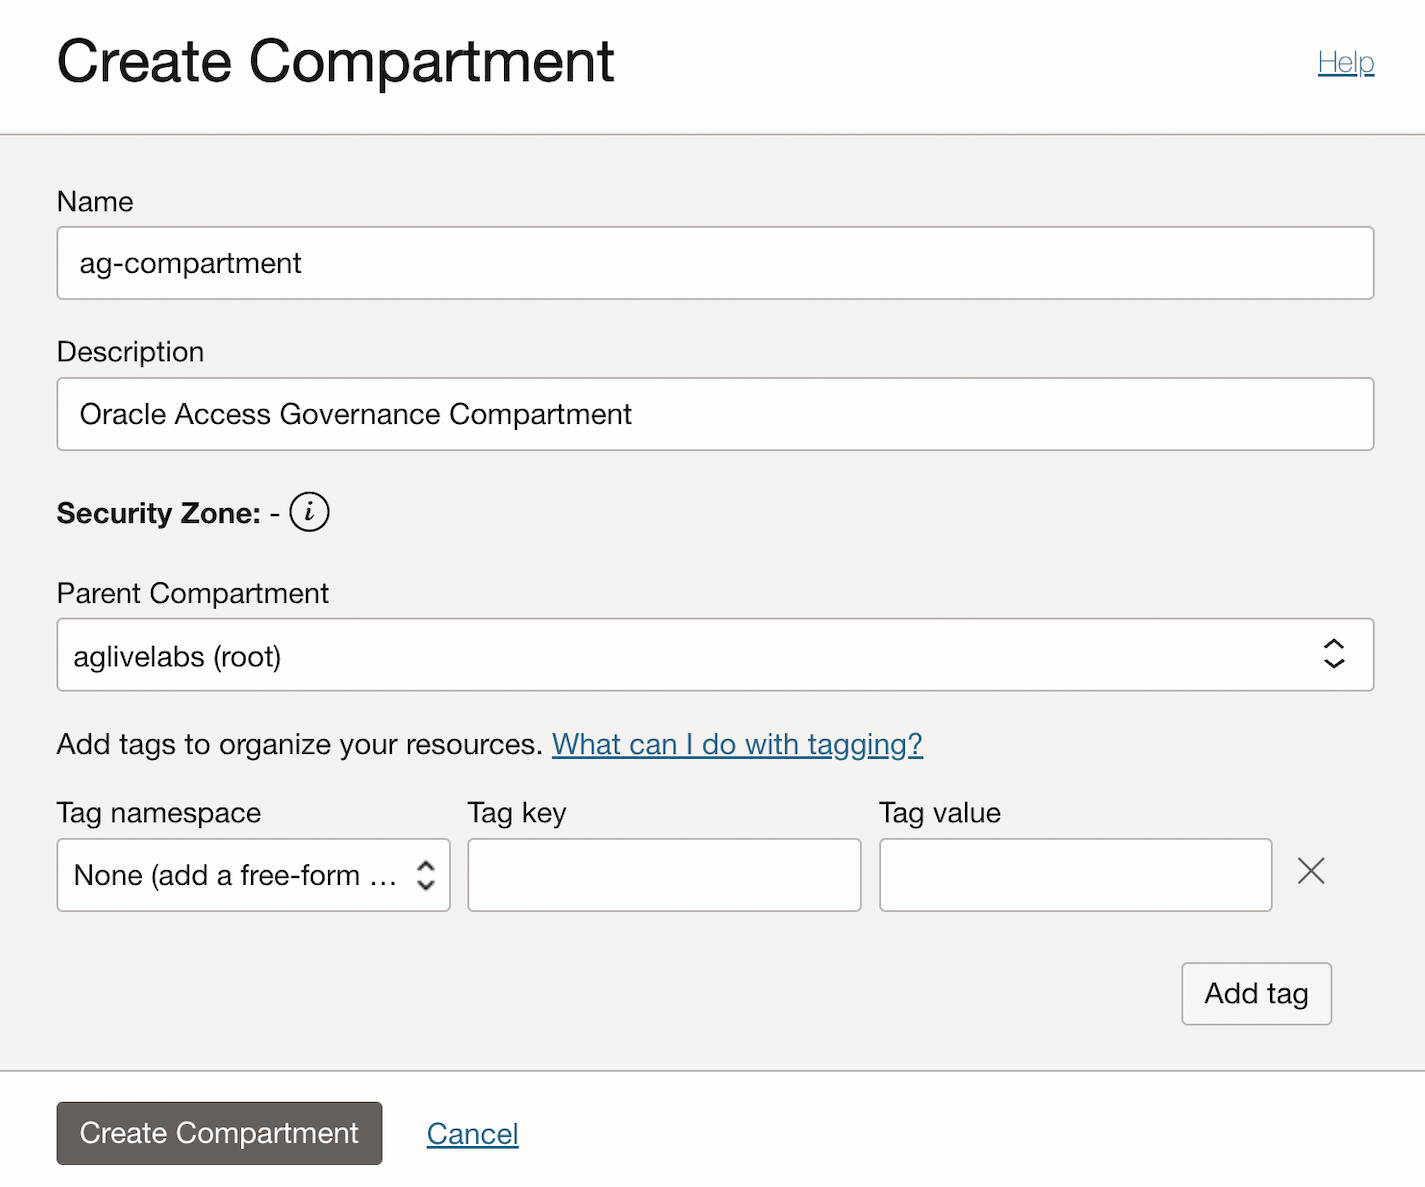 Create Compartment
Help
Name
ag-compartment
Description
Oracle Access Governance Compartment
Security Zone: - i
Parent Compartment
aglivelabs (root)
Add tags to organize your resources. What can I do with tagging?
Tag namespace Tag key Tag value
None (add a free-form ...
Add tag
Create Compartment Cancel